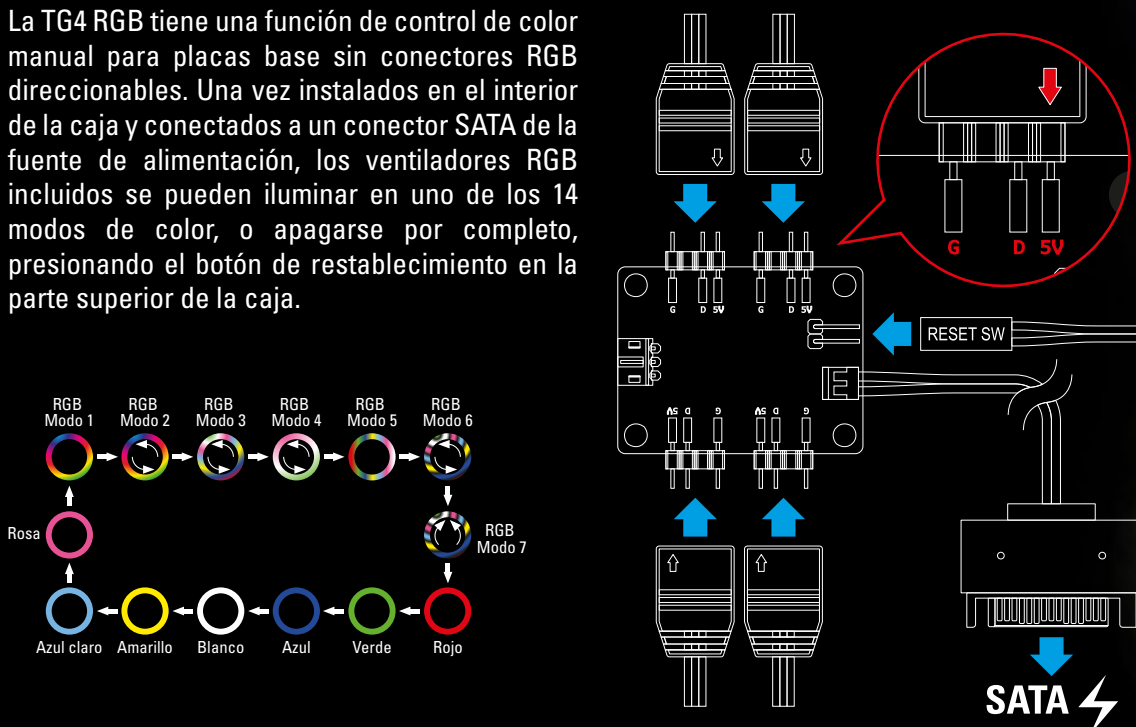 La TG4 RGB tiene una función de control de color
manual para placas base sin conectores RGB
direccionables. Una vez instalados en el interior
de la caja y conectados a un conector SATA de la
fuente de alimentación, los ventiladores RGB
incluidos se pueden iluminar en uno de los 14
modos de color, o apagarse por completo,
presionando el botón de restablecimiento en la
parte superior de la caja.
RGB
Modo 1
RGB
Modo 2
RGB
Modo 3
RGB
Modo 4
RGB
Modo 5
RGB
Modo 6
RGB
Modo 7
Rojo
Verde
Azul
Blanco
Amarillo
Azul claro
Rosa
G D 5V
G D 5V
G D 5V
RESET SW
5V D G
5V D G
SATA